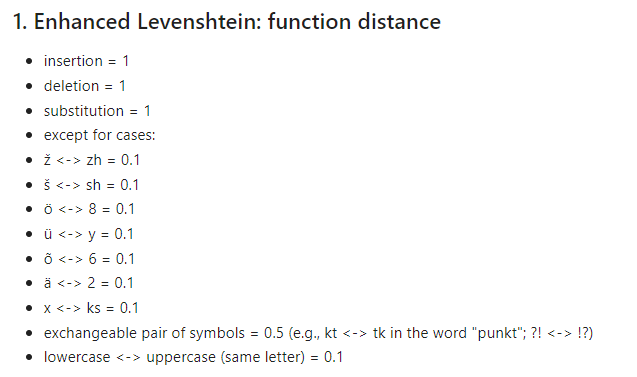 1. Enhanced Levenshtein: function distance
• insertion = 1
• deletion = 1
• substitution = 1
• except for cases:
• ž <-> zh = 0.1
• š <-> sh = 0.1
• ö <-> 8 = 0.1
• ü <-> y = 0.1
• õ <-> 6 = 0.1
• ä <-> 2 = 0.1
• x <-> ks = 0.1
• exchangeable pair of symbols = 0.5 (e.g., kt <-> tk in the word "punkt"; ?! <-> !?)
• lowercase <-> uppercase (same letter) = 0.1